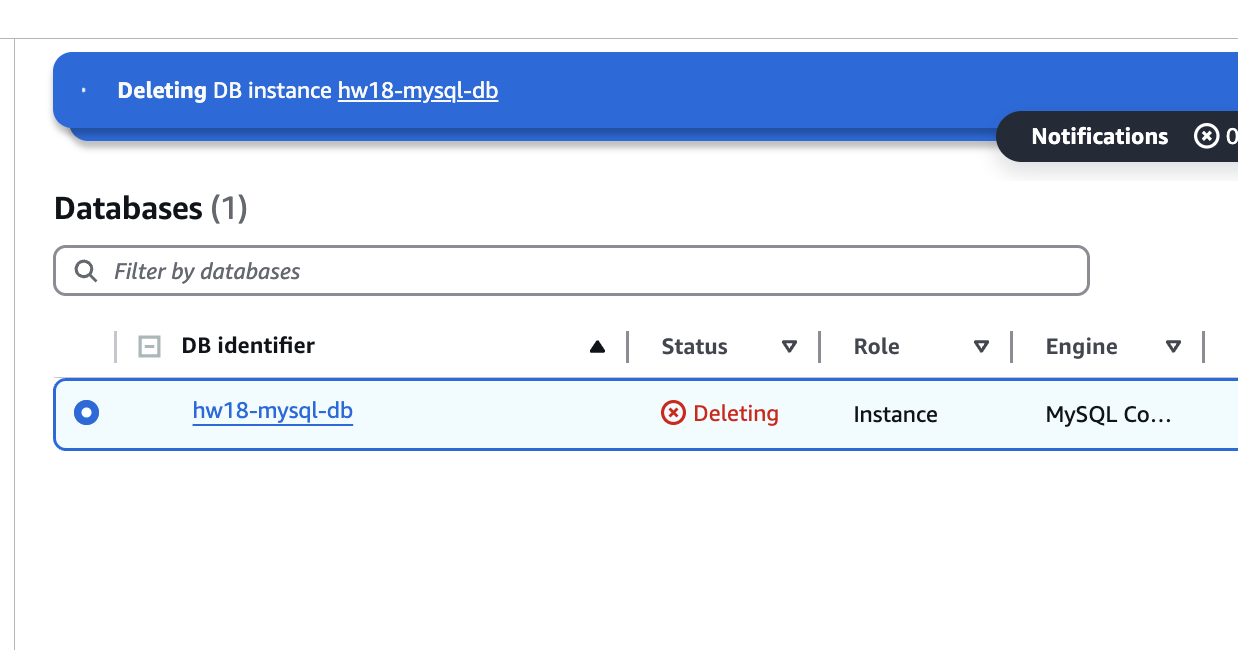 Deleting DB instance hw18-mysql-db
Notifications
Databases (1)
Filter by databases
DB identifier Status Role Engine
hw18-mysql-db Deleting Instance MySQL Co…